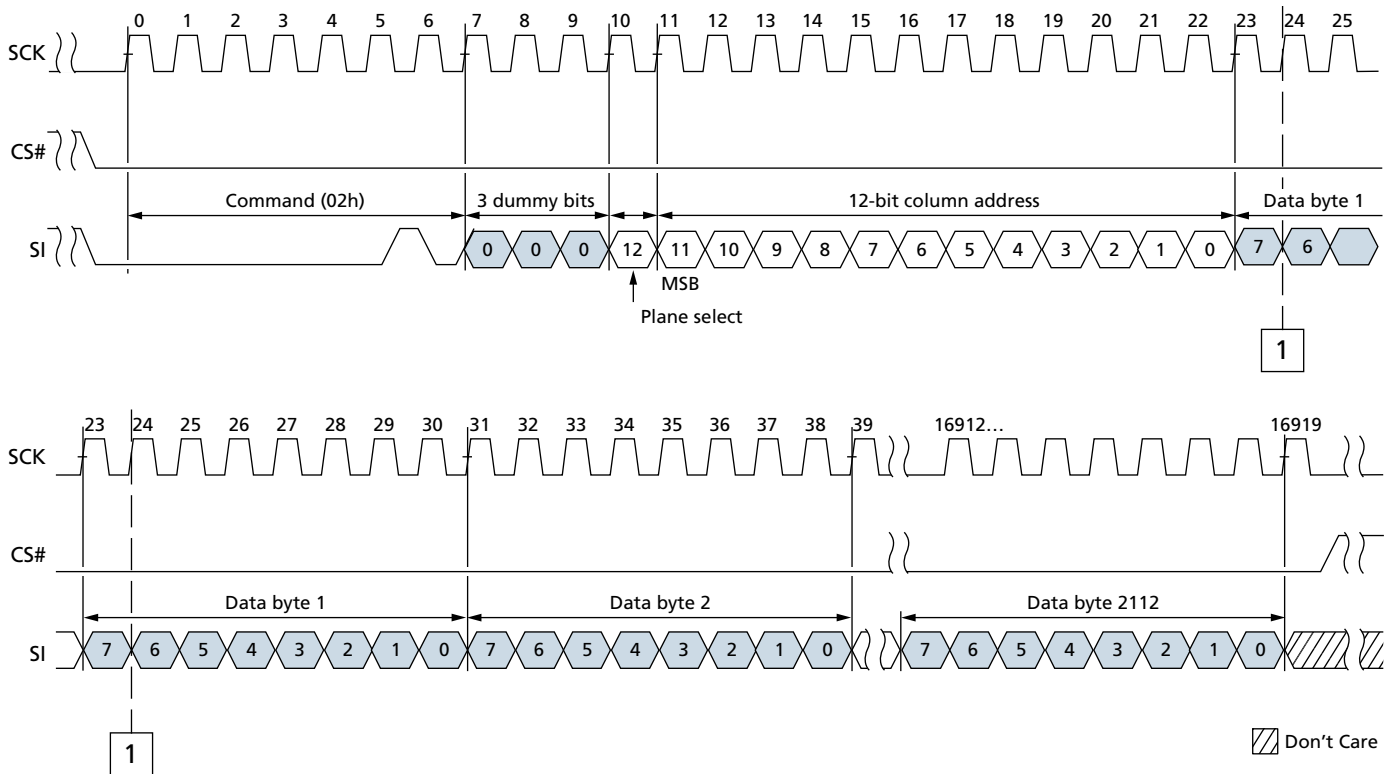 0 1 2 3 4 5 6 7 8 9 10 11 12 13 14 15 16 17 18 19 20 21 22 23 24 25
SCK
CS#
Command (02h) 3 dummy bits 12-bit column address Data byte 1
SI 0 0 0 12 11 10 9 8 7 6 5 4 3 2 1 0 7 6
MSB
Plane select
1
23 24 25 26 27 28 29 30 31 32 33 34 35 36 37 38 39 16912... 16919
SCK
CS#
Data byte 1 Data byte 2 Data byte 2112
SI 7 6 5 4 3 2 1 0 7 6 5 4 3 2 1 0 7 6 5 4 3 2 1 0
1
Don't Care